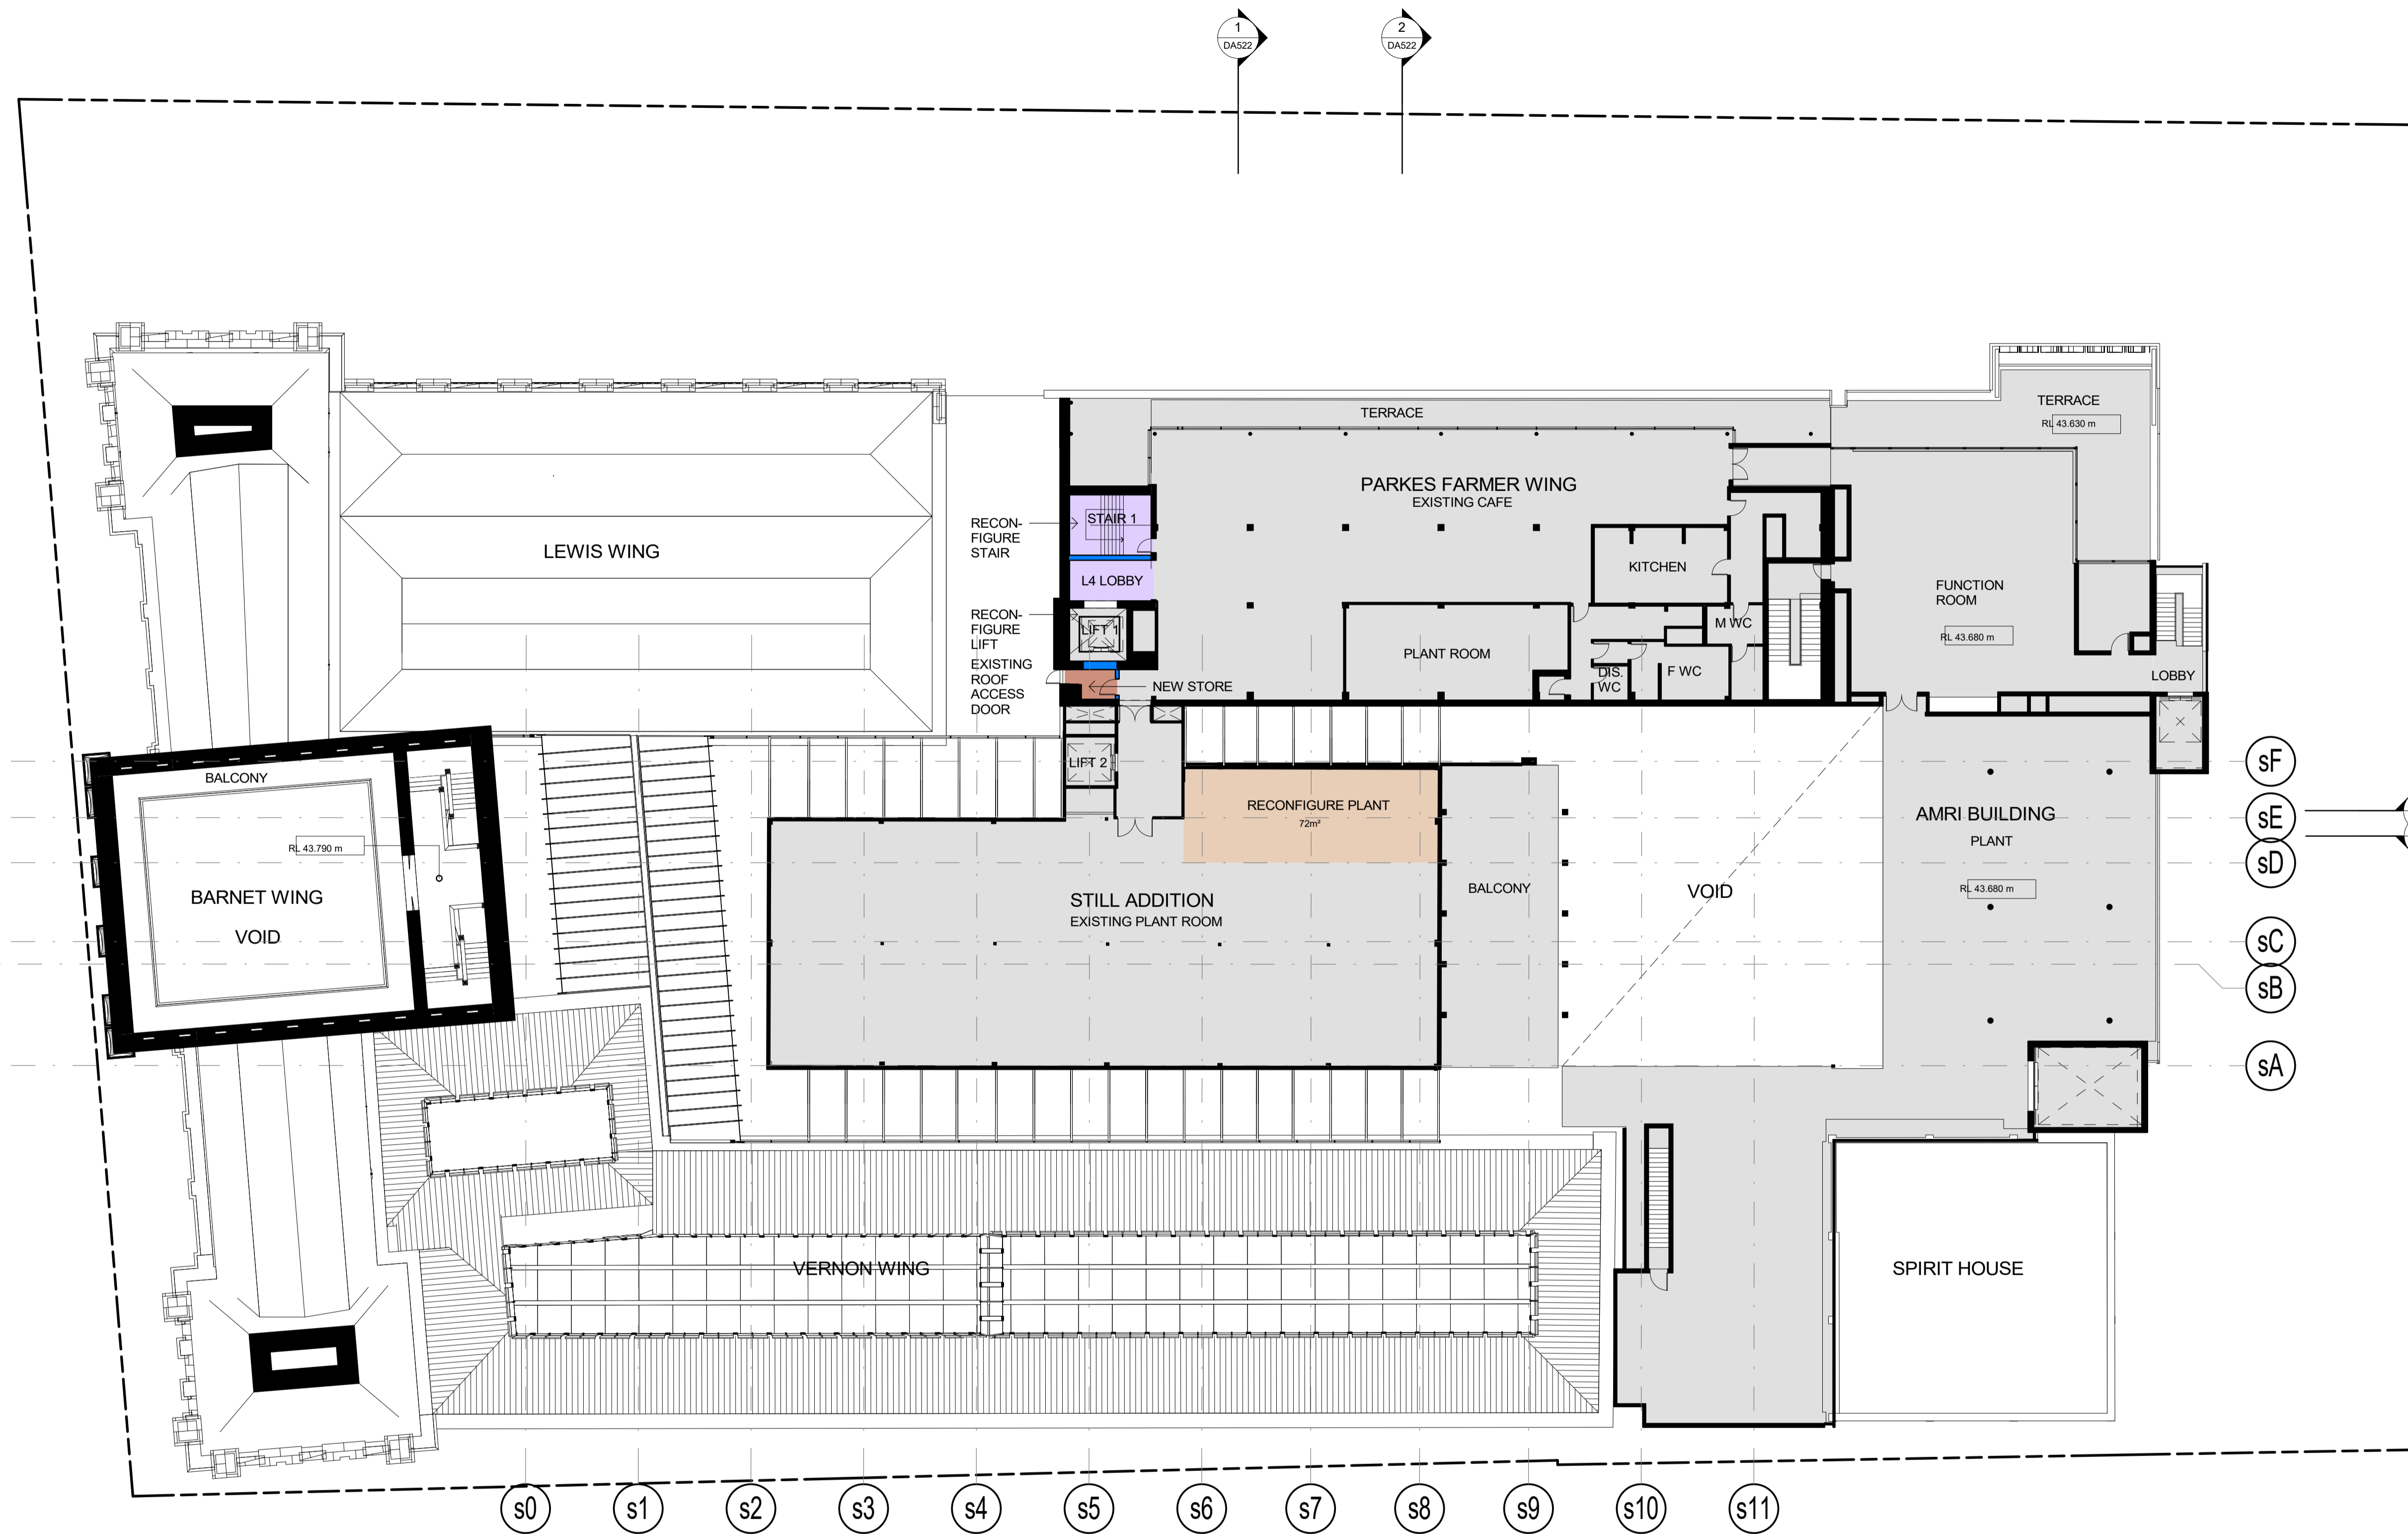 1
DA522
2
DA522
TERRACE
TERRACE
RL 43.630 m
PARKES FARMER WING
EXISTING CAFE
RECON-
FIGURE
STAIR
STAIR 1
LEWIS WING
KITCHEN
L4 LOBBY
FUNCTION
ROOM
RL 43.680 m
RECON-
FIGURE
LIFT
LIFT 1
M WC
PLANT ROOM
EXISTING
ROOF
ACCESS
DOOR
NEW STORE
DIS.
WC
F WC
LOBBY
LIFT 2
BALCONY
RECONFIGURE PLANT
72m²
sF
sE
sD
sC
sB
sA
AMRI BUILDING
PLANT
RL 43.680 m
RL 43.790 m
BARNET WING
VOID
STILL ADDITION
EXISTING PLANT ROOM
BALCONY
VOID
VERNON WING
SPIRIT HOUSE
s0
s1
s2
s3
s4
s5
s6
s7
s8
s9
s10
s11